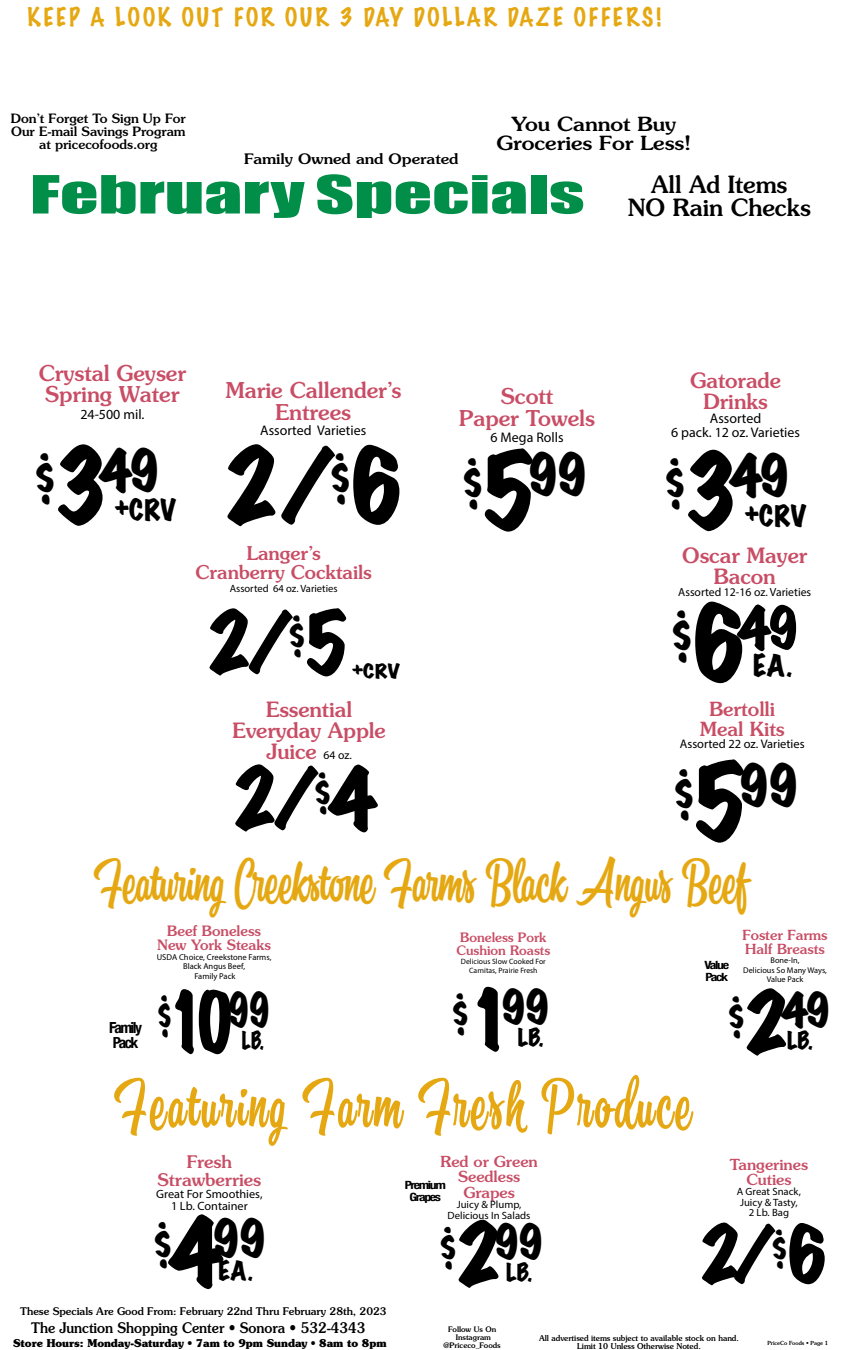 KEEP A LOOK OUT FOR OUR 3 DAY DOLLAR DAZE OFFERS!
Don't Forget To Sign Up For
Our E-mail Savings Program
at pricecofoods.org
You Cannot Buy
Groceries For Less!
Family Owned and Operated
February Specials
All Ad Items
NO Rain Checks
Crystal Geyser
Spring Water
24-500 mil.
$3 49
+CRV
Marie Callender's
Entrees
Assorted Varieties
2/$6
Scott
Paper Towels
6 Mega Rolls
$5 99
Gatorade
Drinks
Assorted
6 pack. 12 oz. Varieties
$3 49
+CRV
Langer's
Cranberry Cocktails
Assorted 64 oz. Varieties
2/$5
+CRV
Oscar Mayer
Bacon
Assorted 12-16 oz. Varieties
$6 49
EA.
Essential
Everyday Apple
Juice 64 oz.
2/$4
Bertolli
Meal Kits
Assorted 22 oz. Varieties
$5 99
Featuring Creekstone Farms Black Angus Beef
Beef Boneless
New York Steaks
USDA Choice, Creekstone Farms,
Black Angus Beef,
Family Pack
Family
Pack
$10 99
LB.
Boneless Pork
Cushion Roasts
Delicious Slow Cooked For
Carnitas, Prairie Fresh
$1 99
LB.
Foster Farms
Half Breasts
Bone-In,
Delicious So Many Ways,
Value Pack
Value
Pack
$2 49
LB.
Featuring Farm Fresh Produce
Fresh
Strawberries
Great For Smoothies,
1 Lb. Container
$4 99
EA.
Red or Green
Seedless
Grapes
Premium
Grapes
Juicy & Plump,
Delicious In Salads
$2 99
LB.
Tangerines
Cuties
A Great Snack,
Juicy & Tasty,
2 Lb. Bag
2/$6
These Specials Are Good From: February 22nd Thru February 28th, 2023
The Junction Shopping Center • Sonora • 532-4343
Store Hours: Monday-Saturday • 7am to 9pm Sunday • 8am to 8pm
Follow Us On
Instagram
@Priceco_Foods
All advertised items subject to available stock on hand.
Limit 10 Unless Otherwise Noted.
PriceCo Foods • Page 1